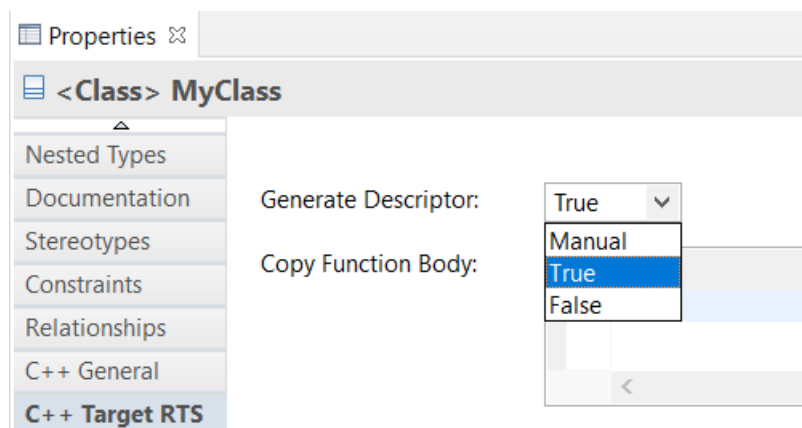 Properties
<Class> MyClass
Nested Types
Documentation
Generate Descriptor:
True
Stereotypes
Manual
Copy Function Body:
True
Constraints
False
Relationships
C++ General
C++ Target RTS